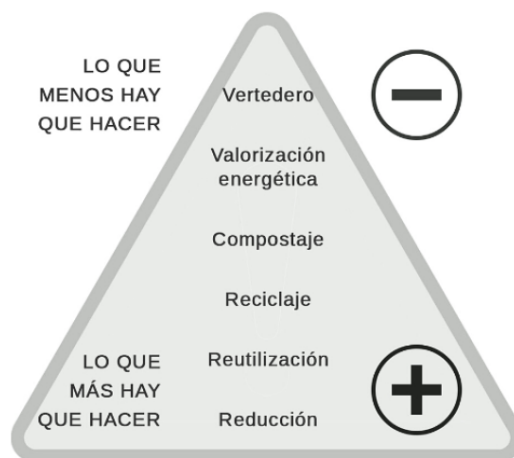 LO QUE
MENOS HAY
QUE HACER
Vertedero
Valorización
energética
Compostaje
Reciclaje
Reutilización
Reducción
LO QUE
MÁS HAY
QUE HACER